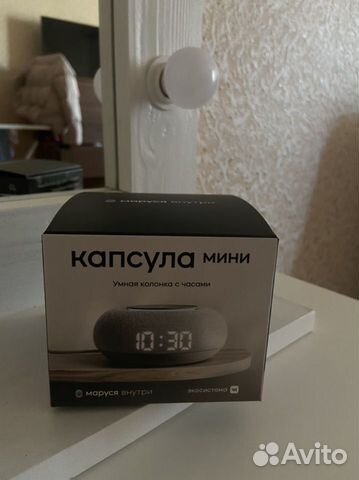 маруся внутри
капсула мини
Умная колонка с часами
10:30
маруся внутри
экосистема
Avito